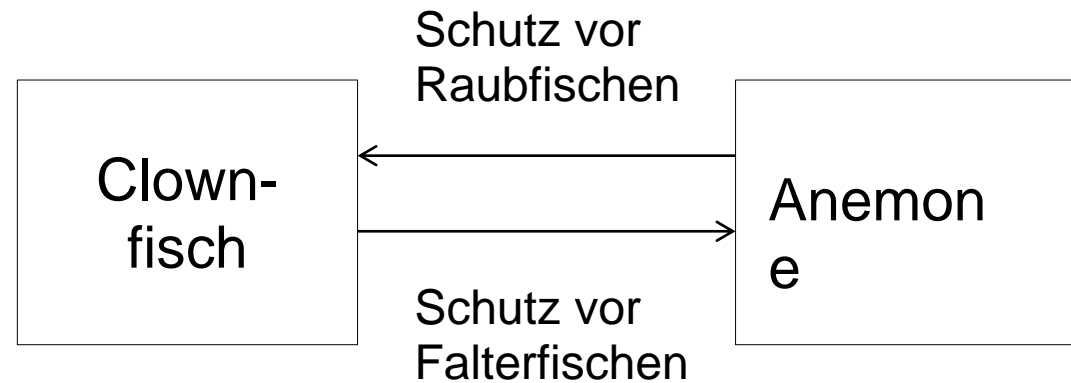 Schutz vor
Raubfischen
Clown-
fisch
Anemon
e
Schutz vor
Falterfischen